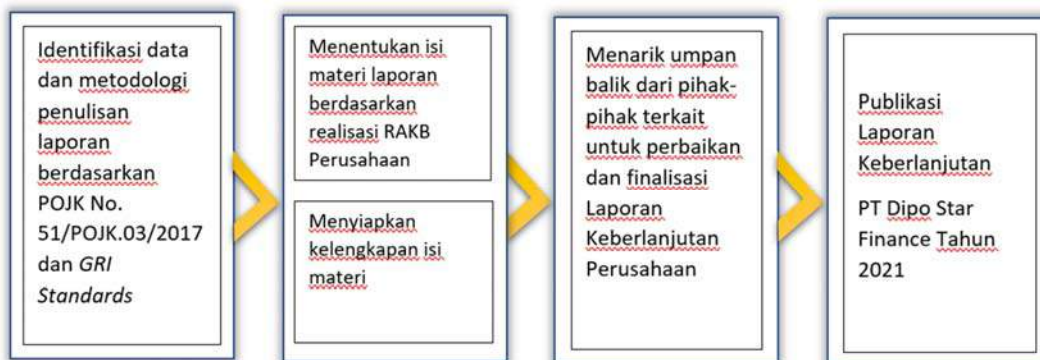 Identifikasi data
dan metodologi
penulisan
laporan
berdasarkan
POJK No.
51/POJK.03/2017
dan GRI
Standards
Menentukan isi
materi laporan
berdasarkan
realisasi RAKB
Perusahaan
Menyiapkan
kelengkapan isi
materi
Menarik umpan
balik dari pihak-
pihak terkait
untuk perbaikan
dan finalisasi
Laporan
Keberlanjutan
Perusahaan
Publikasi
Laporan
Keberlanjutan
PT Dipo Star
Finance Tahun
2021